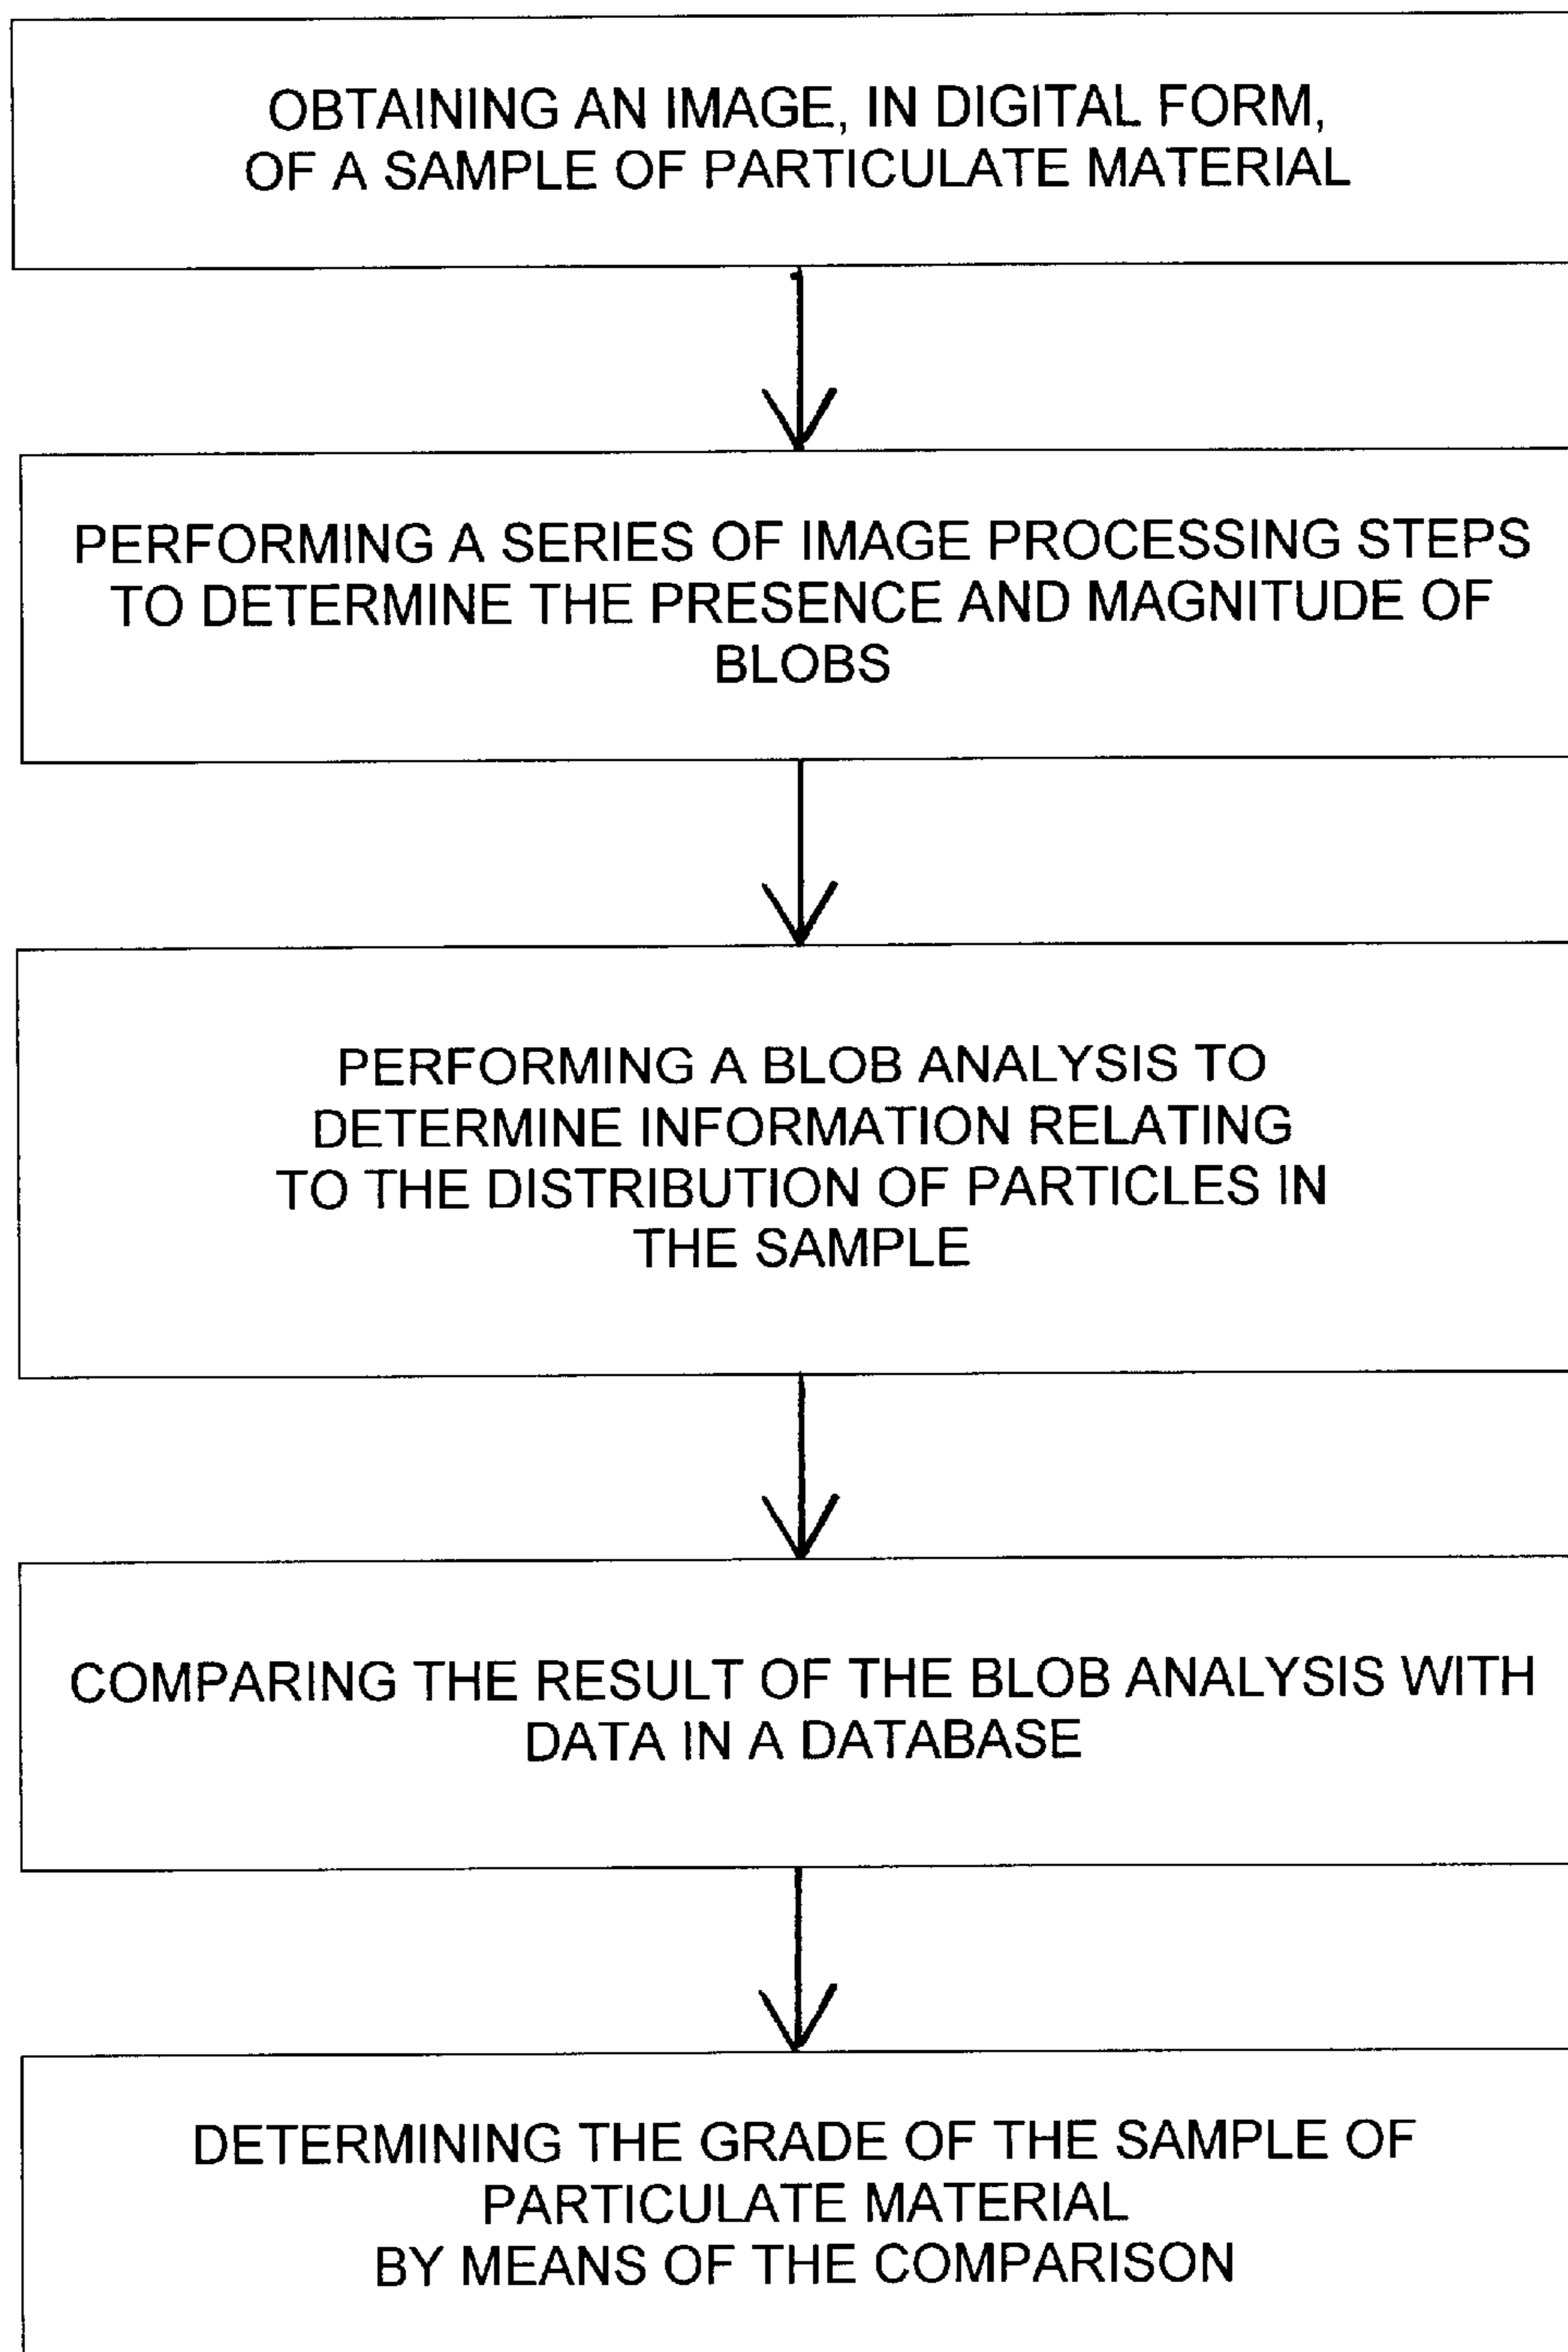 OBTAINING AN IMAGE, IN DIGITAL FORM,
OF A SAMPLE OF PARTICULATE MATERIAL
PERFORMING A SERIES OF IMAGE PROCESSING STEPS
TO DETERMINE THE PRESENCE AND MAGNITUDE OF
BLOBS
PERFORMING A BLOB ANALYSIS TO
DETERMINE INFORMATION RELATING
TO THE DISTRIBUTION OF PARTICLES IN
THE SAMPLE
COMPARING THE RESULT OF THE BLOB ANALYSIS WITH
DATA IN A DATABASE
DETERMINING THE GRADE OF THE SAMPLE OF
PARTICULATE MATERIAL
BY MEANS OF THE COMPARISON